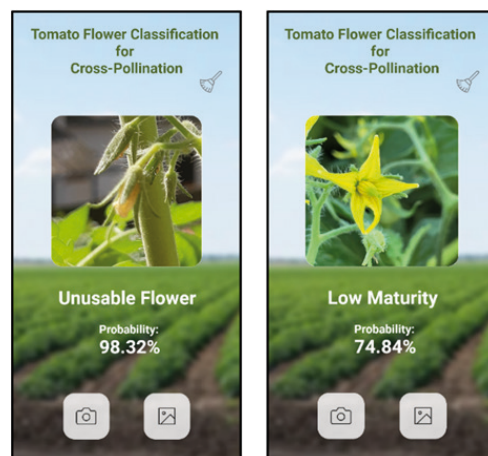 Tomato Flower Classification
for
Cross-Pollination
Unusable Flower
Probability:
98.32%
Tomato Flower Classification
for
Cross-Pollination
Low Maturity
Probability:
74.84%